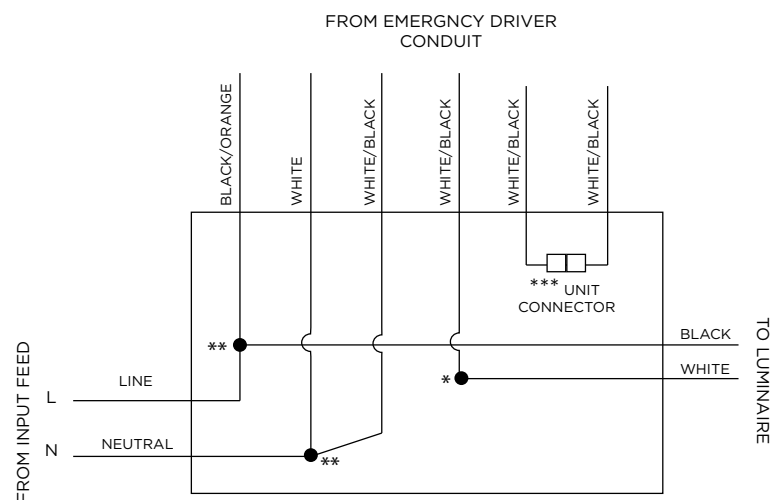 FROM EMERGNCY DRIVER
CONDUIT
BLACK/ORANGE
WHITE
WHITE/BLACK
WHITE/BLACK
WHITE/BLACK
WHITE/BLACK
*** UNIT
CONNECTOR
**
BLACK
*
WHITE
TO LUMINAIRE
FROM INPUT FEED
L
LINE
N
NEUTRAL
**